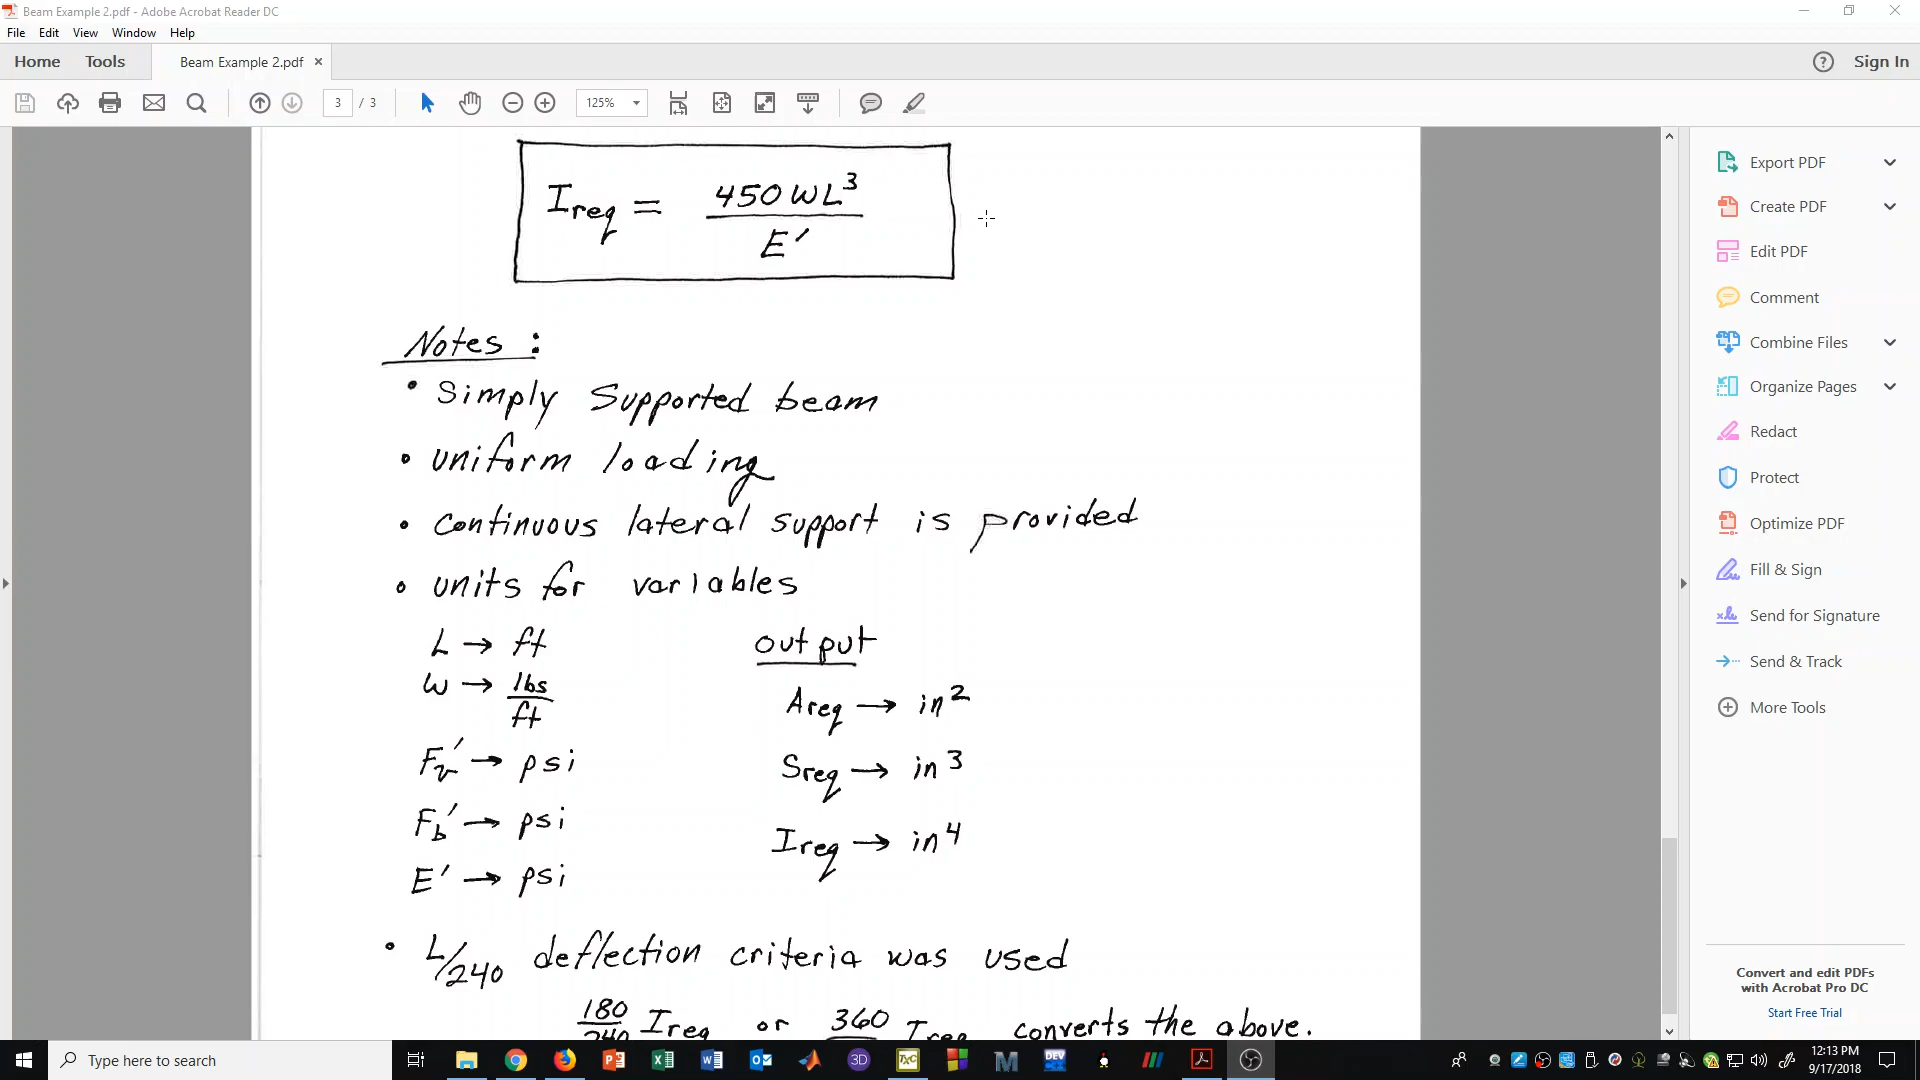 Beam Example 2.pdf - Adobe Acrobat Reader DC
File Edit View Window Help
Home Tools Beam Example 2.pdf × Sign In
3 / 3 125%
I_req = 450WL³ / E′
Notes :
• Simply Supported beam
• uniform loading
• continuous lateral support is provided
• units for variables
L → ft
output
W → lbs/ft
Areq → in²
Fv′ → psi
Sreq → in³
Fb′ → psi
Ireq → in⁴
E′ → psi
• L/240 deflection criteria was used
180/240 Ireq or 360 Ireq converts the above.
Export PDF
Create PDF
Edit PDF
Comment
Combine Files
Organize Pages
Redact
Protect
Optimize PDF
Fill & Sign
Send for Signature
Send & Track
More Tools
Convert and edit PDFs
with Acrobat Pro DC
Start Free Trial
Type here to search
12:13 PM
9/17/2018